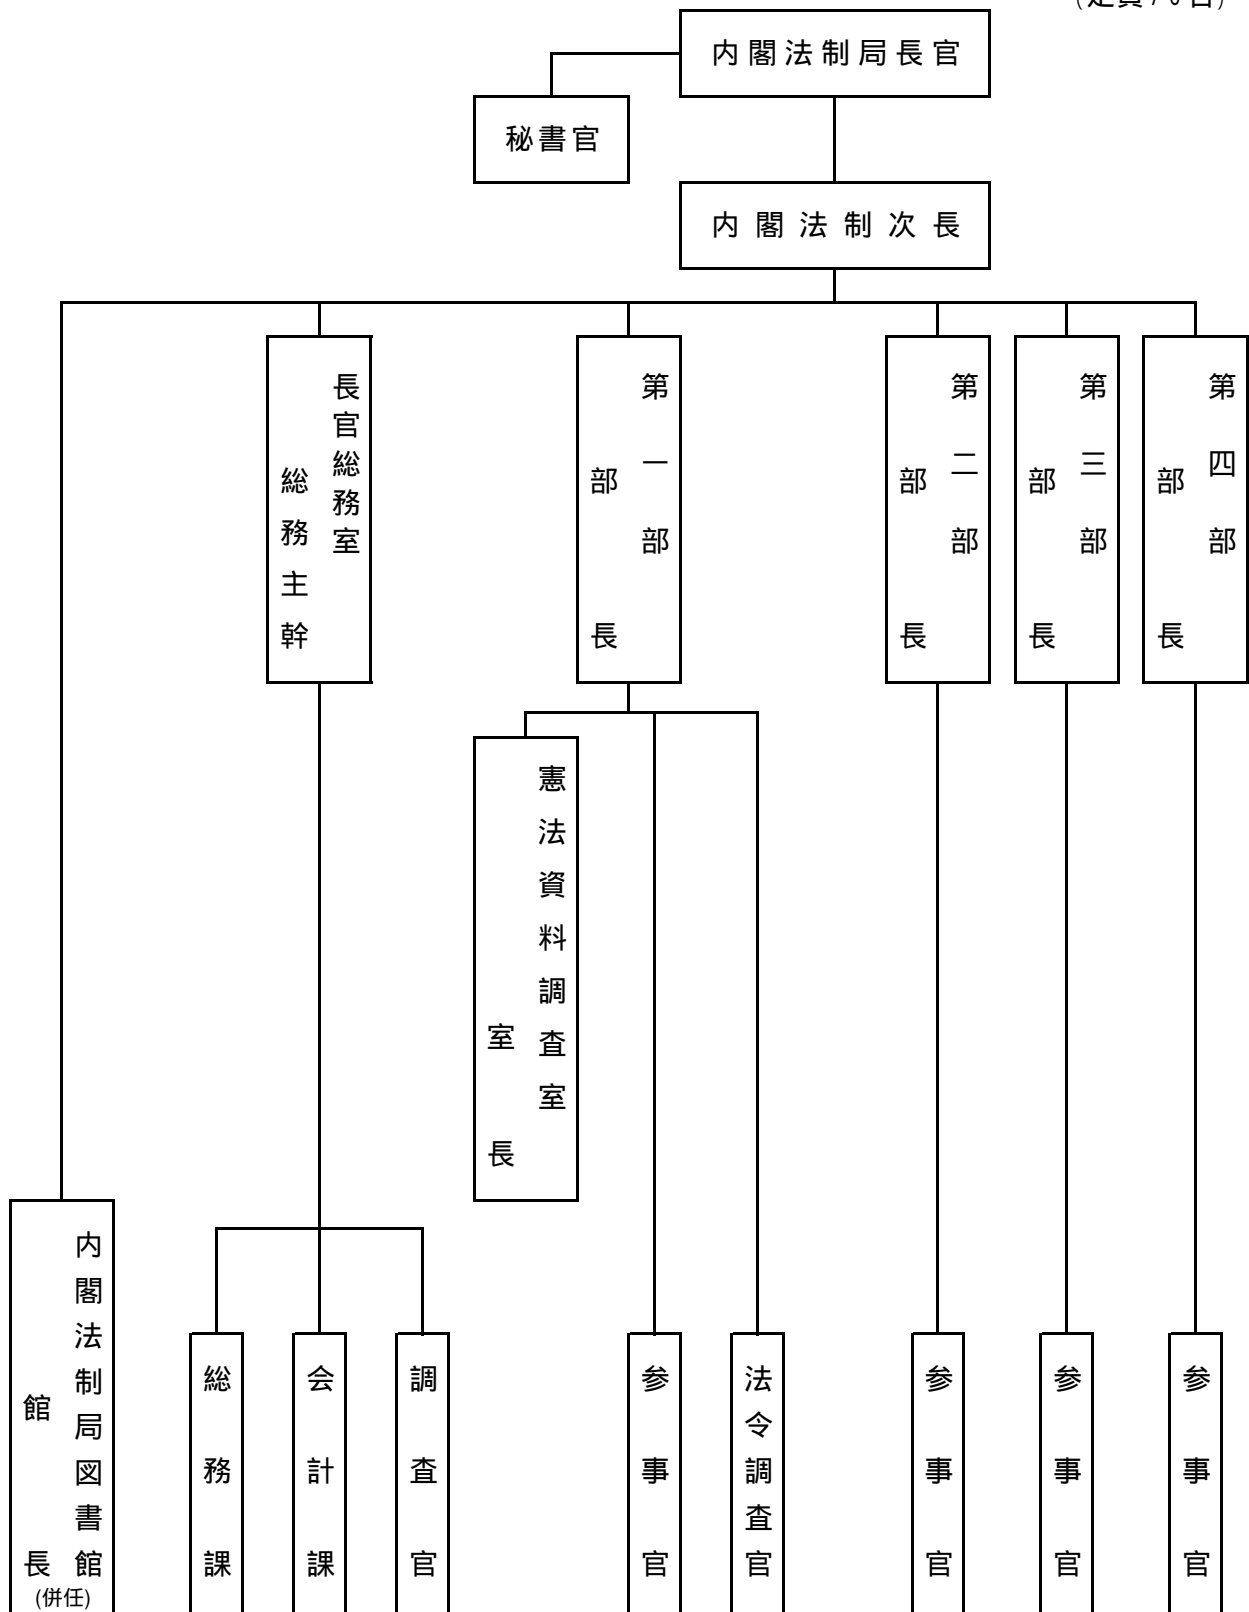 内閣法制局長官
秘書官
内閣法制次長
長官総務室
総務主幹
第一部
部長
第二部
部長
第三部
部長
第四部
部長
憲法資料調査室
室長
内閣法制局図書館
館長
(併任)
総務課
会計課
調査官
参事官
法令調査官
参事官
参事官
参事官